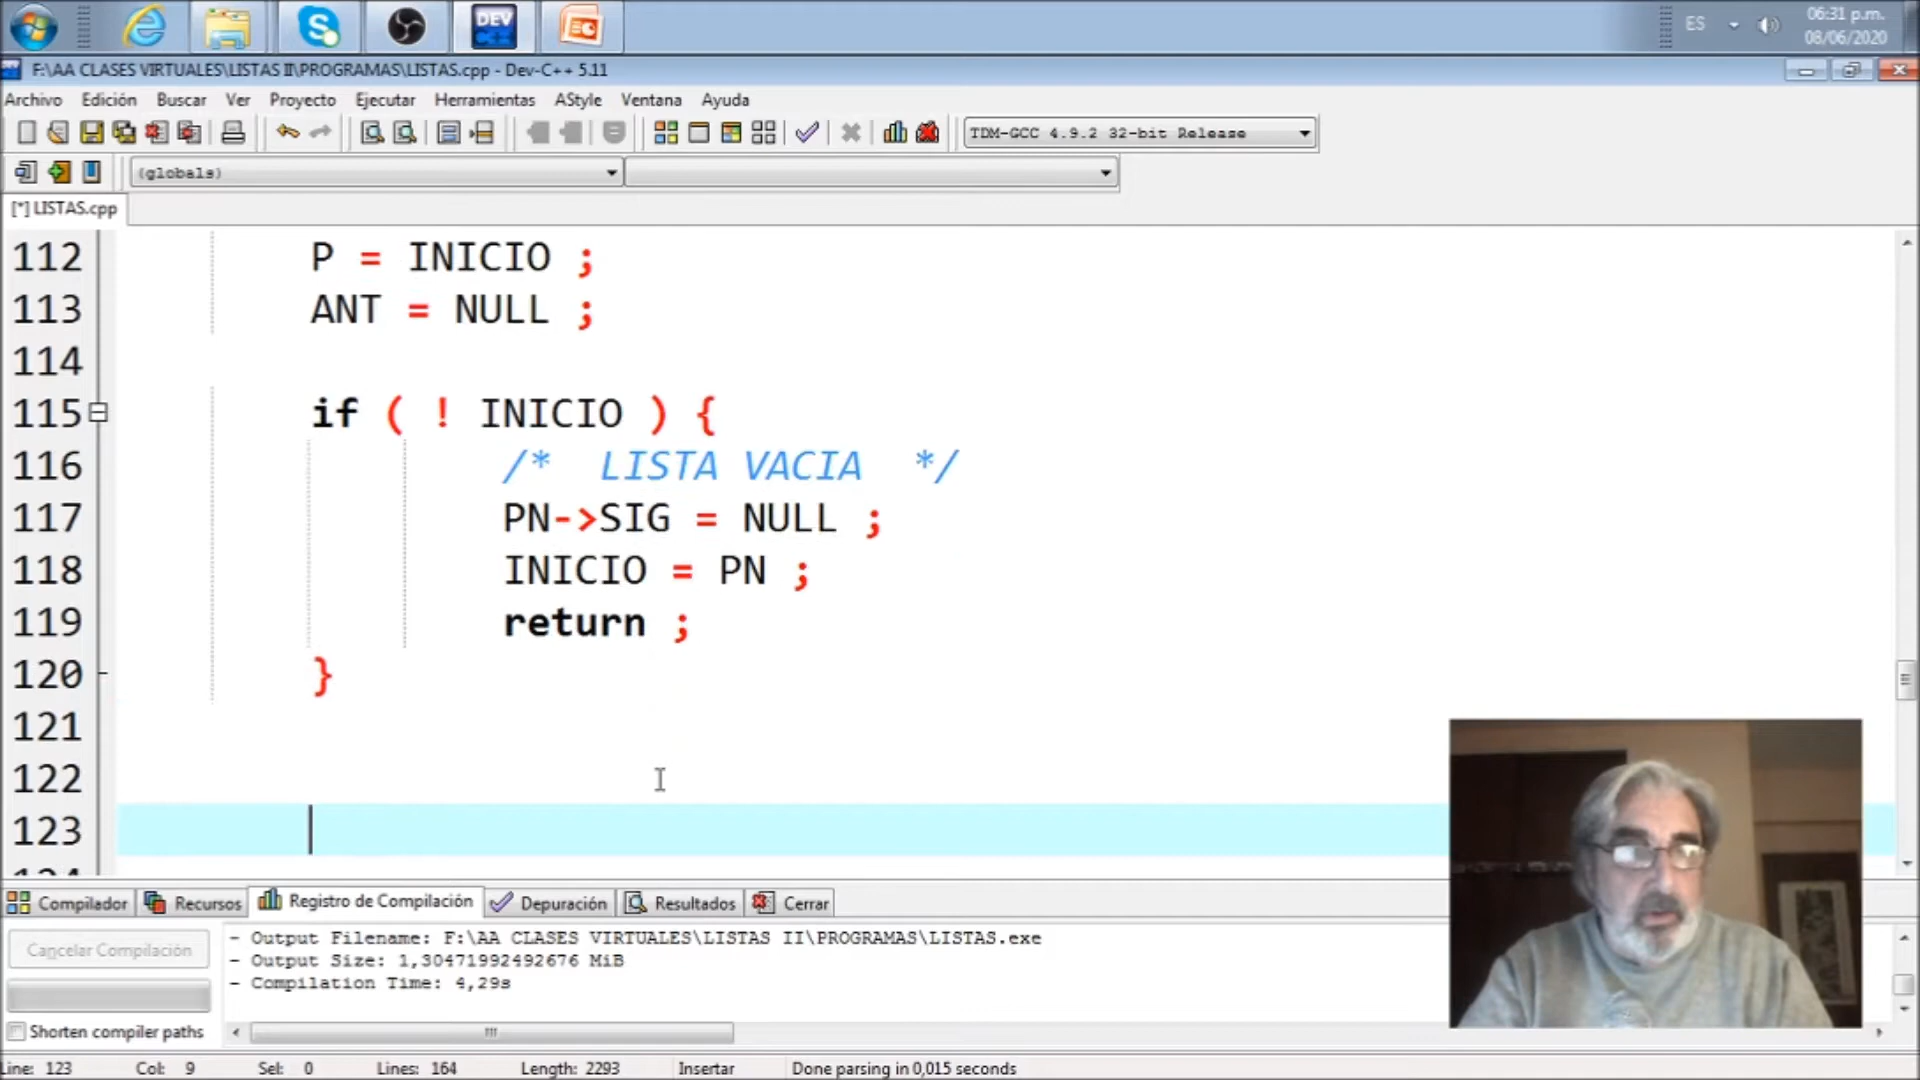 DEV
C++
ES
06:31 p.m.
08/06/2020
F:\AA CLASES VIRTUALES\LISTAS II\PROGRAMAS\LISTAS.cpp - Dev-C++ 5.11
Archivo Edición Buscar Ver Proyecto Ejecutar Herramientas AStyle Ventana Ayuda
TDM-GCC 4.9.2 32-bit Release
(globals)
[*] LISTAS.cpp
112 P = INICIO ;
113 ANT = NULL ;
114
115 if ( ! INICIO ) {
116 /* LISTA VACIA */
117 PN->SIG = NULL ;
118 INICIO = PN ;
119 return ;
120 }
121
122
123
Compilador Recursos Registro de Compilación Depuración Resultados Cerrar
Cancelar Compilación
- Output Filename: F:\AA CLASES VIRTUALES\LISTAS II\PROGRAMAS\LISTAS.exe
- Output Size: 1,30471992492676 MiB
- Compilation Time: 4,29s
Shorten compiler paths
Line: 123 Col: 9 Sel: 0 Lines: 164 Length: 2293 Insertar Done parsing in 0,015 seconds